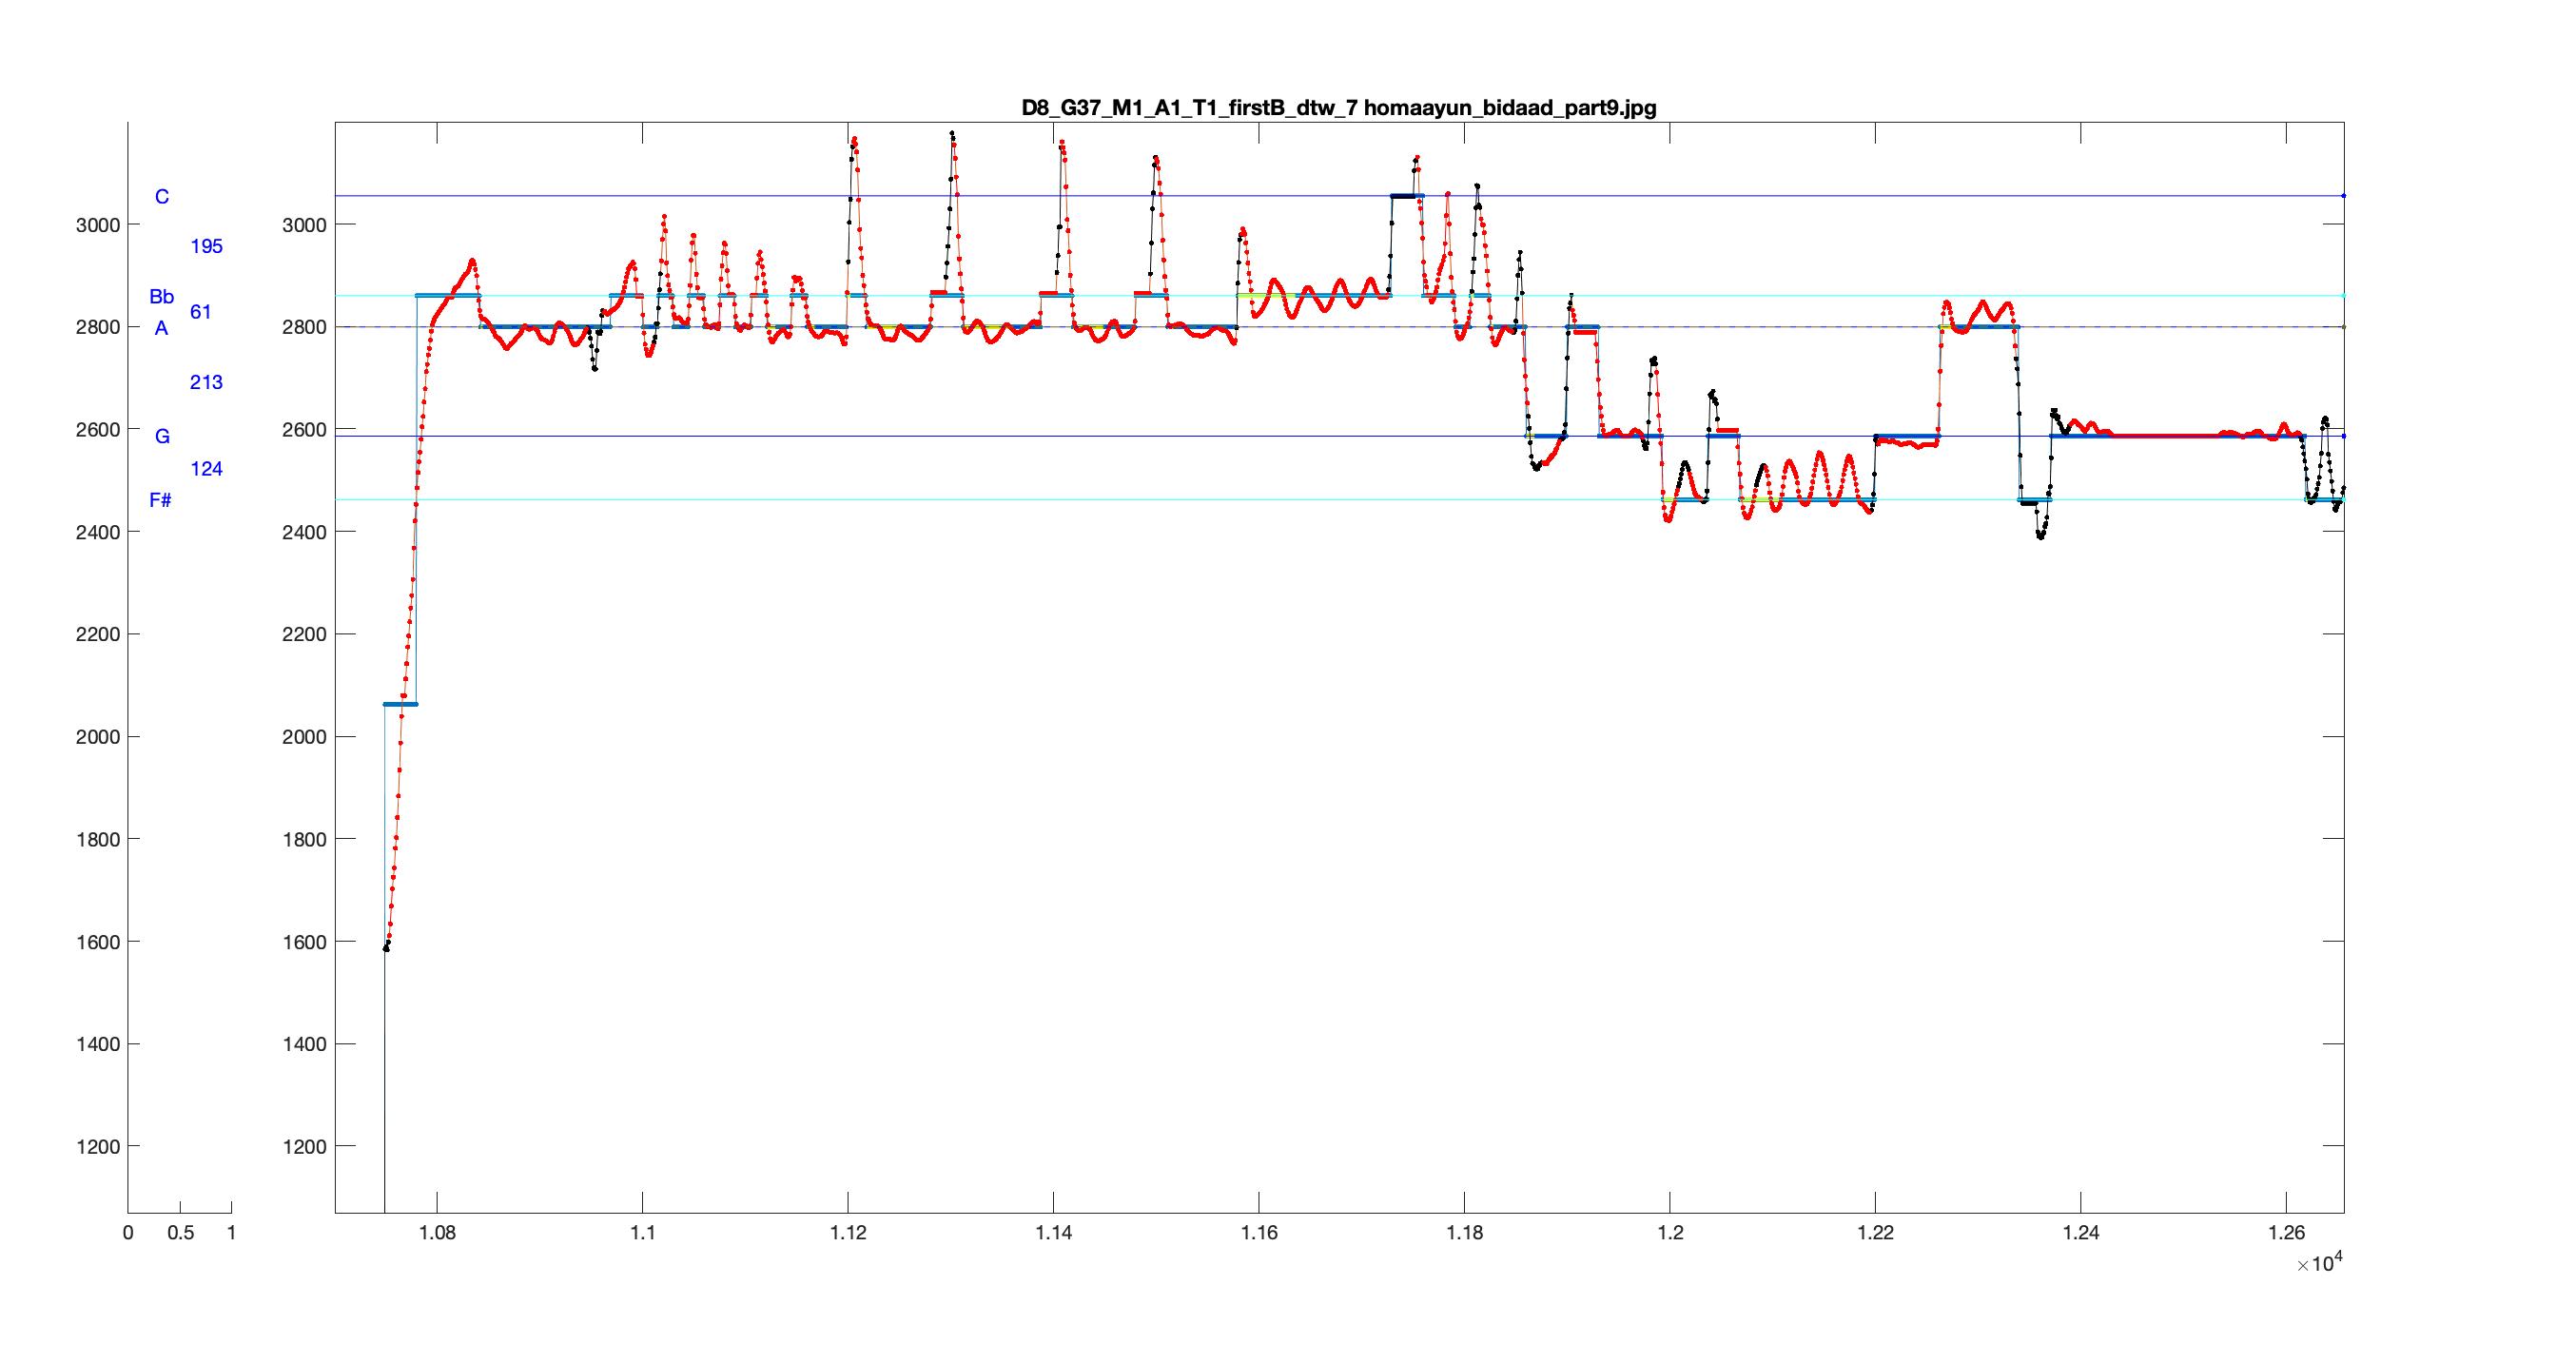 D8_G37_M1_A1_T1_firstB_dtw_7 homaayun_bidaad_part9.jpg
C
3000 3000
195
Bb
61
2800 A 2800
213
2600 G 2600
124
F#
2400 2400
2200 2200
2000 2000
1800 1800
1600 1600
1400 1400
1200 1200
0 0.5 1 1.08 1.1 1.12 1.14 1.16 1.18 1.2 1.22 1.24 1.26
×10^4